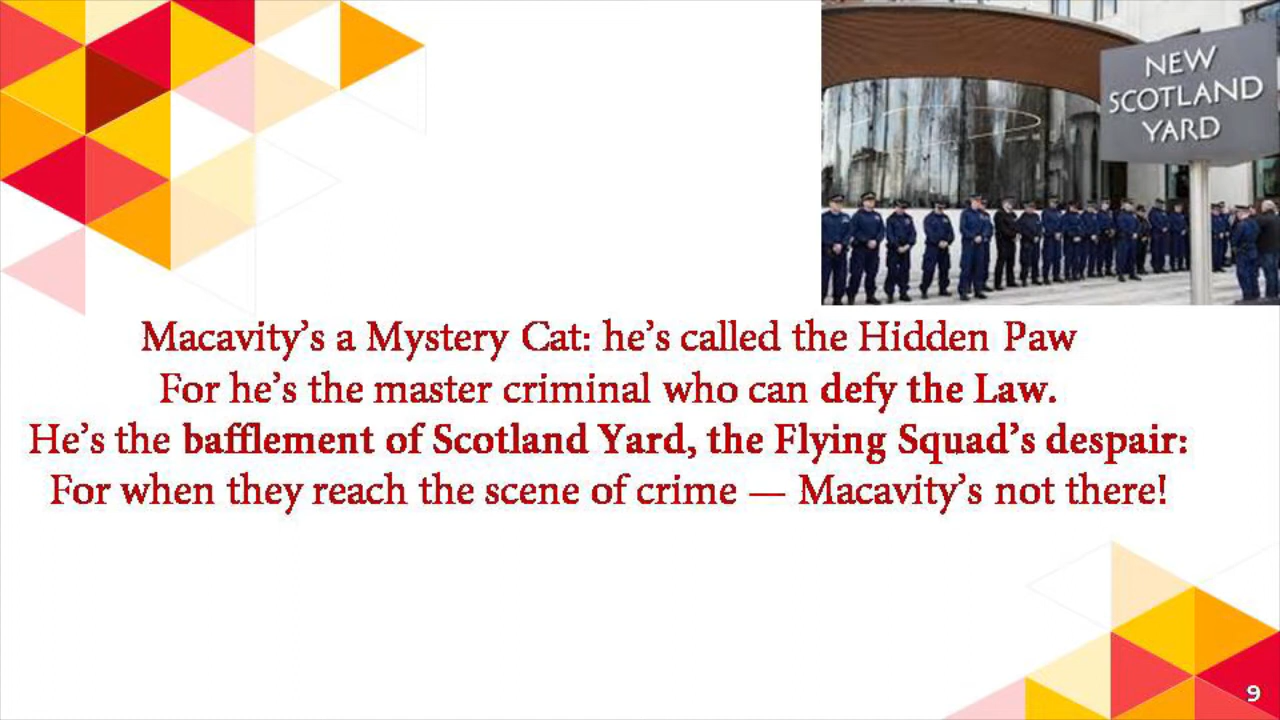 NEW
SCOTLAND
YARD
Macavity’s a Mystery Cat: he’s called the Hidden Paw
For he’s the master criminal who can defy the Law.
He’s the bafflement of Scotland Yard, the Flying Squad’s despair:
For when they reach the scene of crime — Macavity’s not there!
9